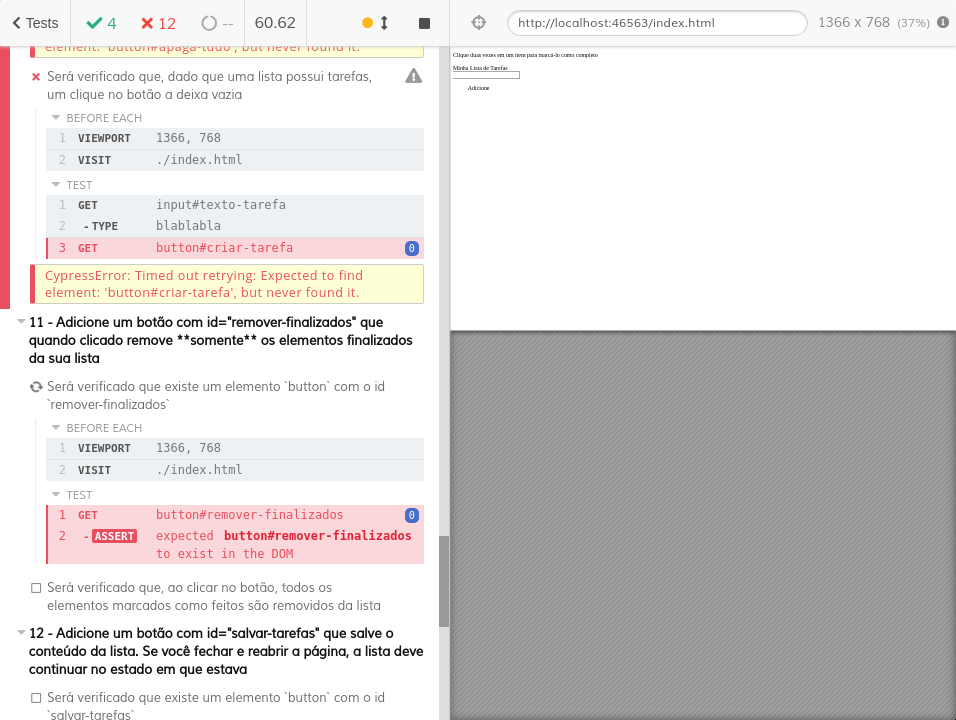 Tests 4 12 -- 60.62 http://localhost:46563/index.html 1366 x 768 (37%)
element: 'button#apaga-tudo', but never found it.
Será verificado que, dado que uma lista possui tarefas,
um clique no botão a deixa vazia
BEFORE EACH
1 VIEWPORT 1366, 768
2 VISIT ./index.html
TEST
1 GET input#texto-tarefa
2 - TYPE blablabla
3 GET button#criar-tarefa 0
CypressError: Timed out retrying: Expected to find
element: 'button#criar-tarefa', but never found it.
11 - Adicione um botão com id="remover-finalizados" que
quando clicado remove **somente** os elementos finalizados
da sua lista
Será verificado que existe um elemento `button` com o id
`remover-finalizados`
BEFORE EACH
1 VIEWPORT 1366, 768
2 VISIT ./index.html
TEST
1 GET button#remover-finalizados 0
2 - ASSERT expected button#remover-finalizados
to exist in the DOM
Será verificado que, ao clicar no botão, todos os
elementos marcados como feitos são removidos da lista
12 - Adicione um botão com id="salvar-tarefas" que salve o
conteúdo da lista. Se você fechar e reabrir a página, a lista deve
continuar no estado em que estava
Será verificado que existe um elemento `button` com o id
`salvar-tarefas`
Clique duas vezes em um item para marcá-lo como completo
Minha Lista de Tarefas
Adicione